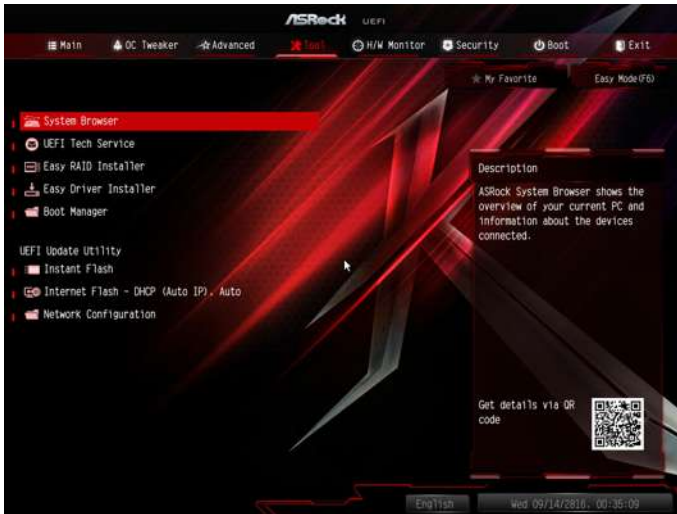 ASRock UEFI
Main OC Tweaker Advanced Tool H/W Monitor Security Boot Exit
My Favorite Easy Mode(F6)
System Browser
UEFI Tech Service
Easy RAID Installer
Easy Driver Installer
Boot Manager
UEFI Update Utility
Instant Flash
Internet Flash - DHCP (Auto IP), Auto
Network Configuration
Description
ASRock System Browser shows the
overview of your current PC and
information about the devices
connected.
Get details via QR
code
English Wed 09/14/2816, 00:35:09